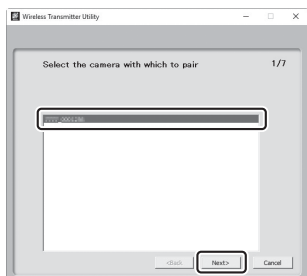 Wireless Transmitter Utility
Select the camera with which to pair 1/7
<Back Next> Cancel